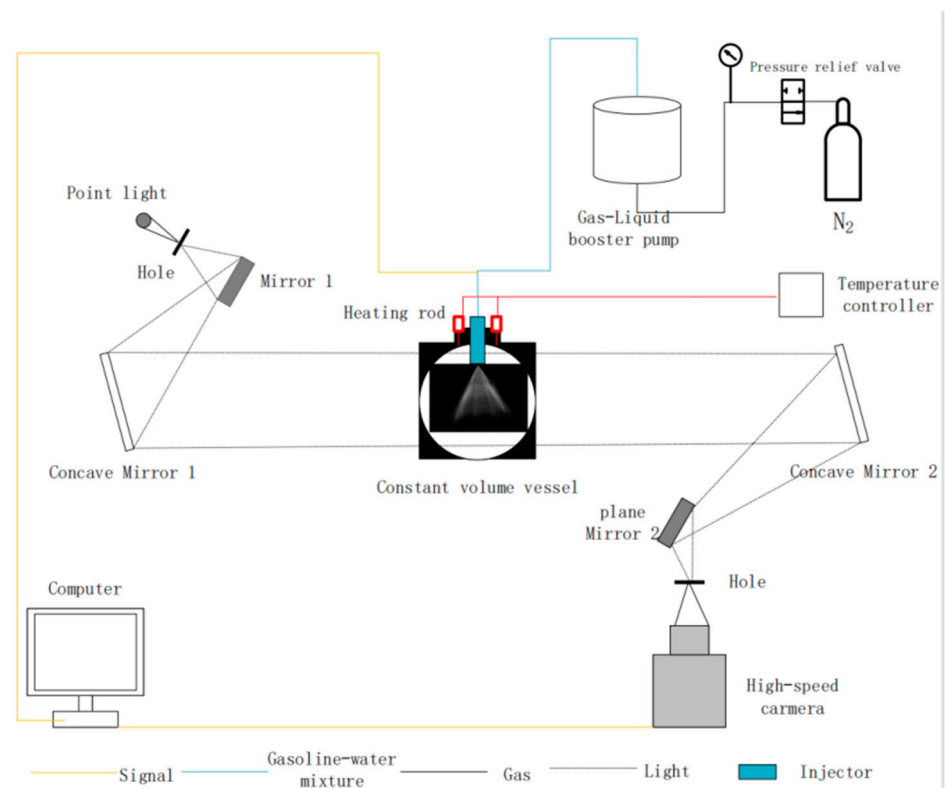 Pressure relief valve
Point light
Gas-Liquid
booster pump
N2
Hole
Mirror 1
Heating rod
Temperature
controller
Concave Mirror 1
Concave Mirror 2
Constant volume vessel
plane
Mirror 2
Hole
Computer
High-speed
carmera
Signal
Gasoline-water
mixture
Gas
Light
Injector